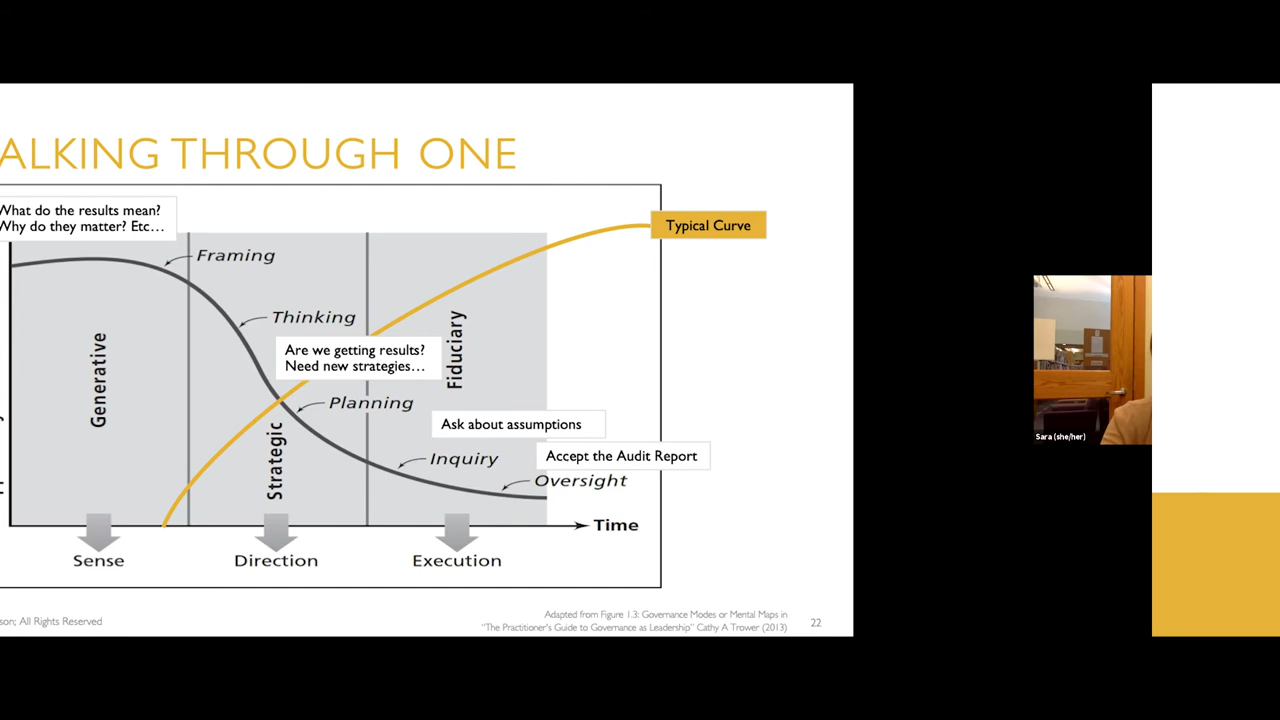 ALKING THROUGH ONE
What do the results mean?
Why do they matter? Etc…
Typical Curve
Framing
Thinking
Are we getting results?
Need new strategies…
Generative
Strategic
Fiduciary
Planning
Ask about assumptions
Inquiry
Accept the Audit Report
Oversight
Time
Sense
Direction
Execution
son; All Rights Reserved
Adapted from Figure 1.3: Governance Modes or Mental Maps in
“The Practitioner's Guide to Governance as Leadership” Cathy A Trower (2013)
22
Sara (she/her)